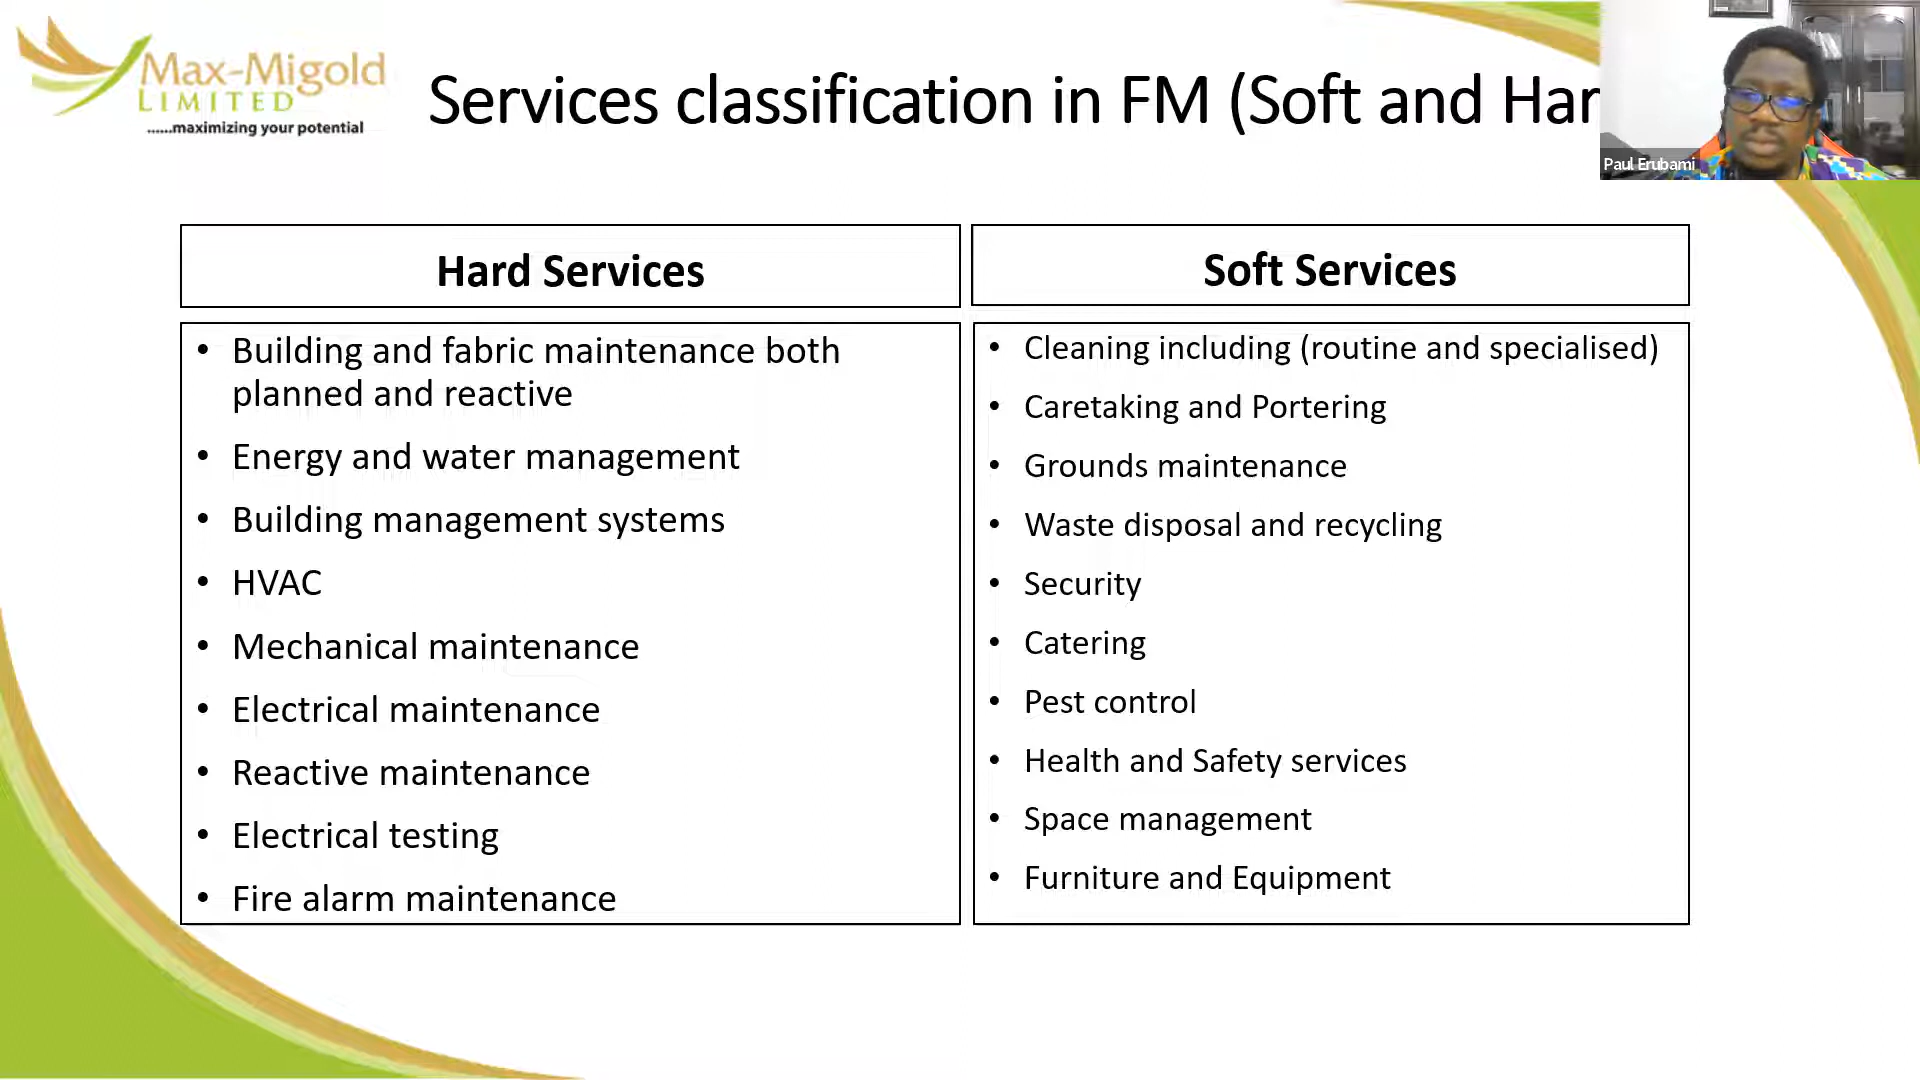 Max-Migold
LIMITED
......maximizing your potential
Services classification in FM (Soft and Har
Paul Erubami
Hard Services
• Building and fabric maintenance both
planned and reactive
• Energy and water management
• Building management systems
• HVAC
• Mechanical maintenance
• Electrical maintenance
• Reactive maintenance
• Electrical testing
• Fire alarm maintenance
Soft Services
• Cleaning including (routine and specialised)
• Caretaking and Portering
• Grounds maintenance
• Waste disposal and recycling
• Security
• Catering
• Pest control
• Health and Safety services
• Space management
• Furniture and Equipment